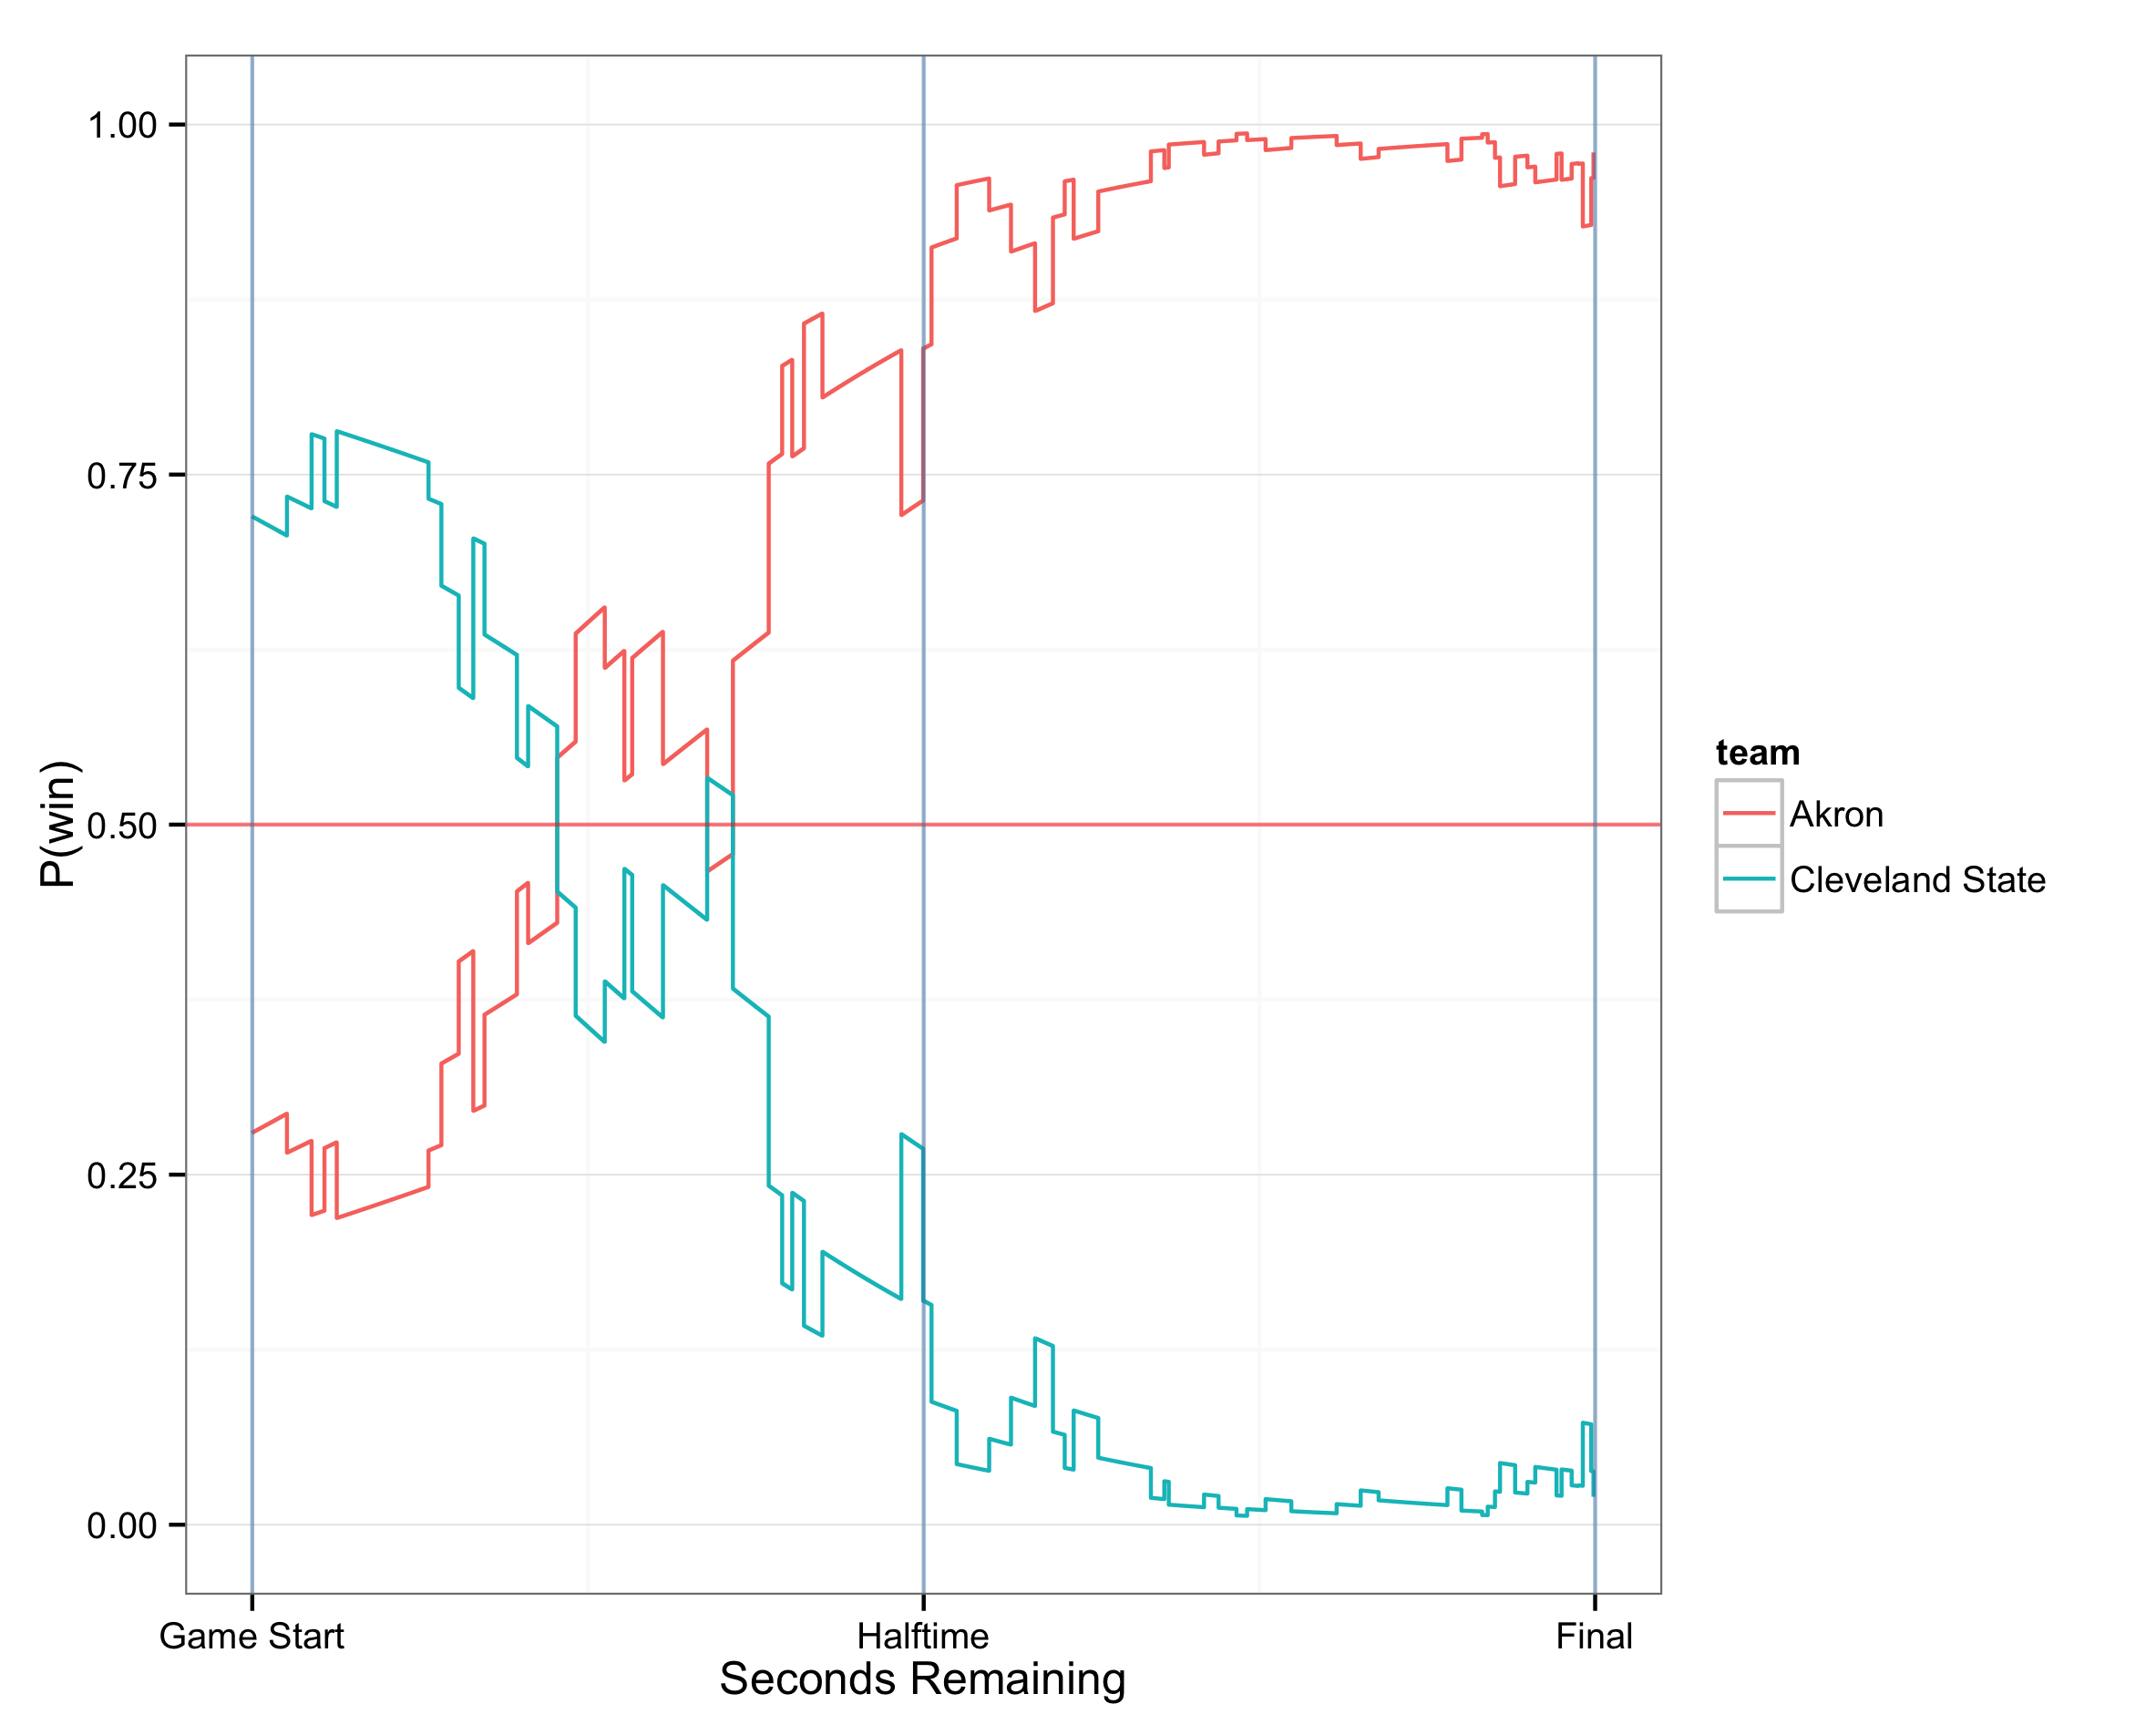 1.00
0.75
0.50
0.25
0.00
P(win)
Game Start
Halftime
Final
Seconds Remaining
team
Akron
Cleveland State